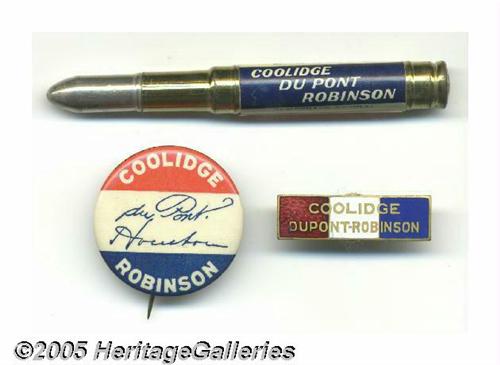 COOLIDGE
DU PONT
ROBINSON
COOLIDGE
du Pont
Houston
ROBINSON
COOLIDGE
DUPONT-ROBINSON
©2005 HeritageGalleries